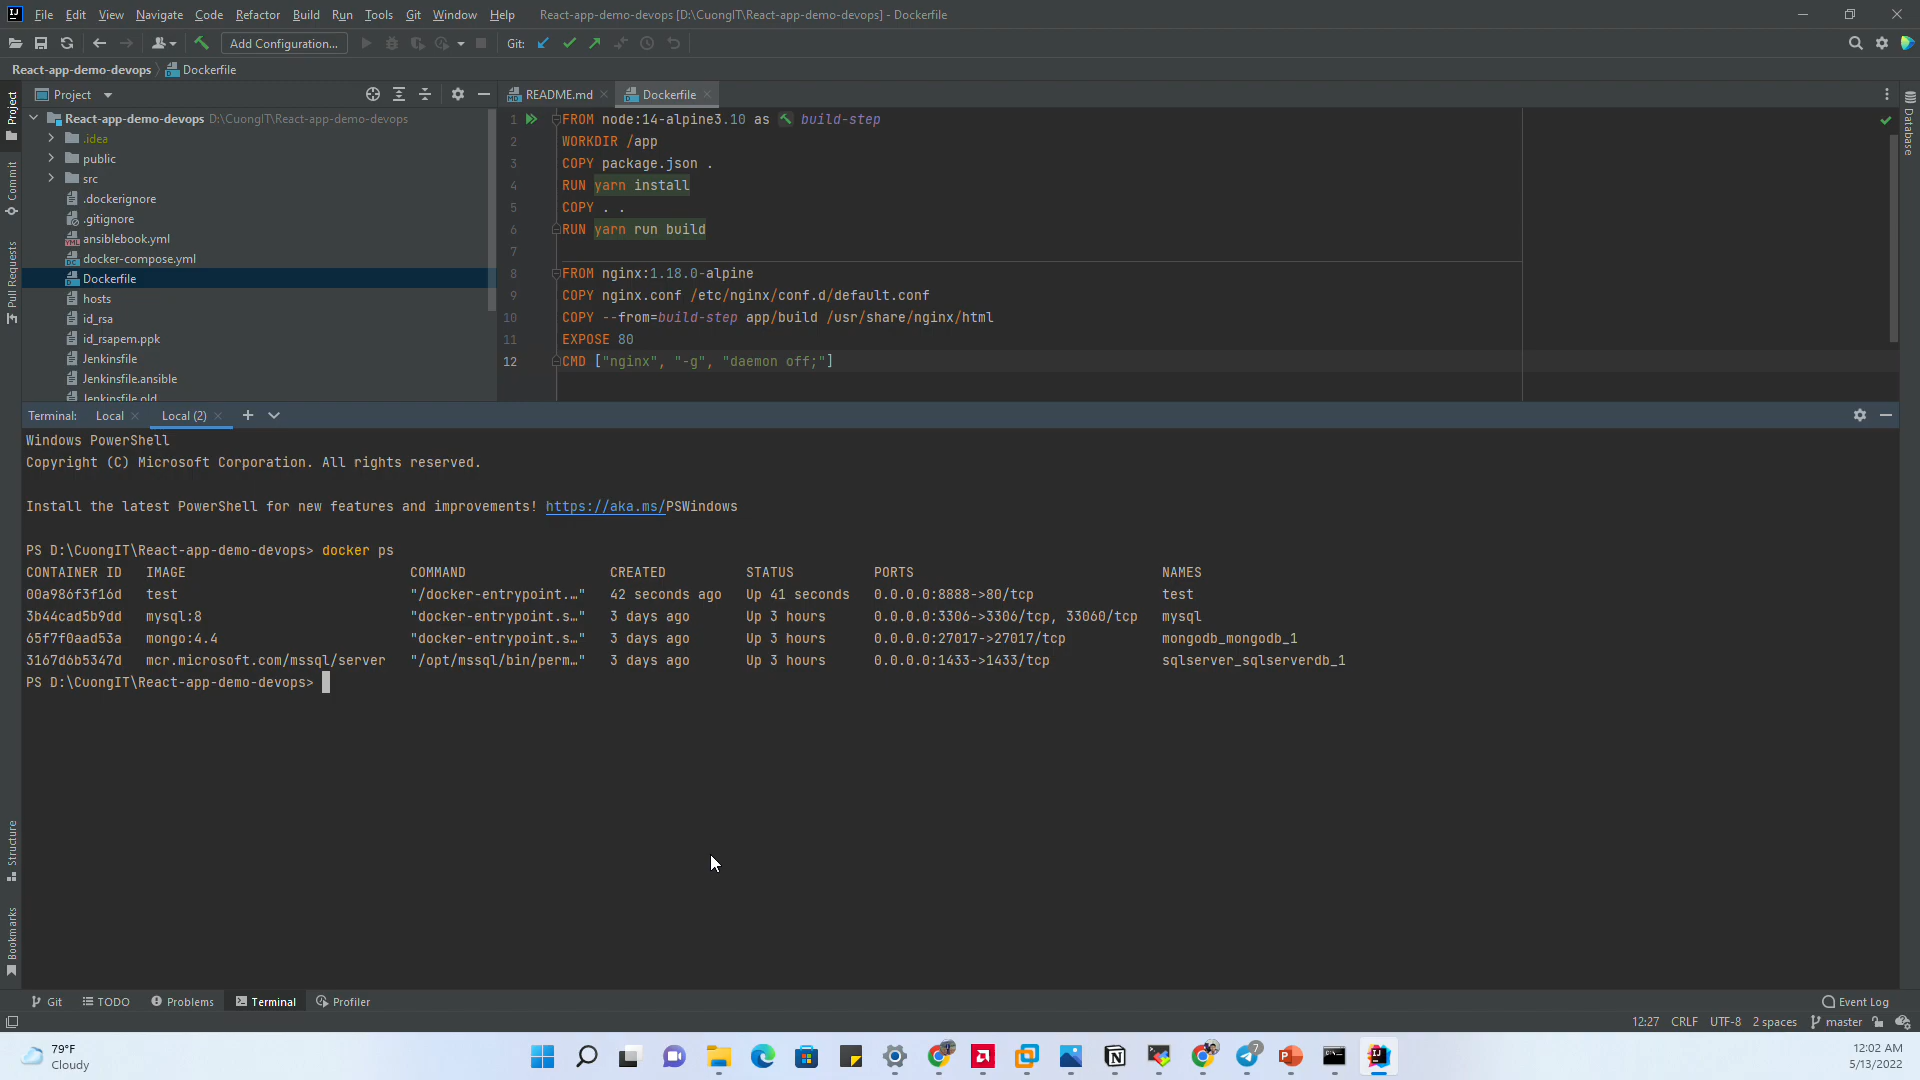 File Edit View Navigate Code Refactor Build Run Tools Git Window Help React-app-demo-devops [D:\CuongIT\React-app-demo-devops] - Dockerfile
Add Configuration... Git:
React-app-demo-devops Dockerfile
Project
README.md Dockerfile
React-app-demo-devops D:\CuongIT\React-app-demo-devops
.idea
public
src
.dockerignore
.gitignore
ansiblebook.yml
docker-compose.yml
Dockerfile
hosts
id_rsa
id_rsapem.ppk
Jenkinsfile
Jenkinsfile.ansible
Jenkinsfile.old
1 FROM node:14-alpine3.10 as build-step
2 WORKDIR /app
3 COPY package.json .
4 RUN yarn install
5 COPY . .
6 RUN yarn run build
7
8 FROM nginx:1.18.0-alpine
9 COPY nginx.conf /etc/nginx/conf.d/default.conf
10 COPY --from=build-step app/build /usr/share/nginx/html
11 EXPOSE 80
12 CMD ["nginx", "-g", "daemon off;"]
Project
Commit
Pull Requests
Structure
Bookmarks
Database
Terminal: Local Local (2)
Windows PowerShell
Copyright (C) Microsoft Corporation. All rights reserved.
Install the latest PowerShell for new features and improvements! https://aka.ms/PSWindows
PS D:\CuongIT\React-app-demo-devops> docker ps
CONTAINER ID IMAGE COMMAND CREATED STATUS PORTS NAMES
00a986f3f16d test "/docker-entrypoint.…" 42 seconds ago Up 41 seconds 0.0.0.0:8888->80/tcp test
3b44cad5b9dd mysql:8 "docker-entrypoint.s…" 3 days ago Up 3 hours 0.0.0.0:3306->3306/tcp, 33060/tcp mysql
65f7f0aad53a mongo:4.4 "docker-entrypoint.s…" 3 days ago Up 3 hours 0.0.0.0:27017->27017/tcp mongodb_mongodb_1
3167d6b5347d mcr.microsoft.com/mssql/server "/opt/mssql/bin/perm…" 3 days ago Up 3 hours 0.0.0.0:1433->1433/tcp sqlserver_sqlserverdb_1
PS D:\CuongIT\React-app-demo-devops>
Git TODO Problems Terminal Profiler Event Log
12:27 CRLF UTF-8 2 spaces master
79°F
Cloudy
7
12:02 AM
5/13/2022